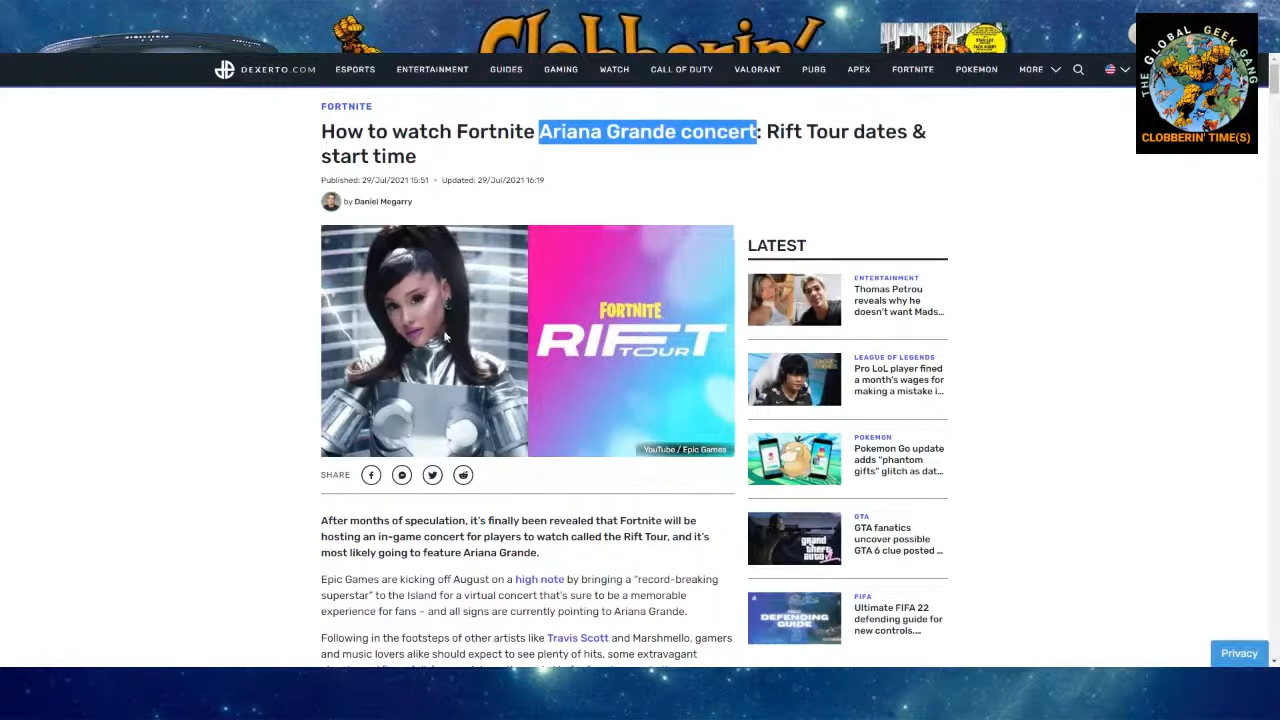 Clobberin'
THE GLOBAL GEEK GANG
CLOBBERIN' TIME(S)
DEXERTO.COM
ESPORTS
ENTERTAINMENT
GUIDES
GAMING
WATCH
CALL OF DUTY
VALORANT
PUBG
APEX
FORTNITE
POKEMON
MORE
FORTNITE
How to watch Fortnite Ariana Grande concert: Rift Tour dates &
start time
Published: 29/Jul/2021 15:51 • Updated: 29/Jul/2021 16:19
by Daniel Megarry
FORTNITE
RIFT
TOUR
YouTube / Epic Games
SHARE
After months of speculation, it's finally been revealed that Fortnite will be
hosting an in-game concert for players to watch called the Rift Tour, and it's
most likely going to feature Ariana Grande.
Epic Games are kicking off August on a high note by bringing a "record-breaking
superstar" to the Island for a virtual concert that's sure to be a memorable
experience for fans – and all signs are currently pointing to Ariana Grande.
Following in the footsteps of other artists like Travis Scott and Marshmello, gamers
and music lovers alike should expect to see plenty of hits, some extravagant
LATEST
ENTERTAINMENT
Thomas Petrou
reveals why he
doesn't want Mads...
LEAGUE OF LEGENDS
Pro LoL player fined
a month's wages for
making a mistake i...
POKEMON
Pokemon Go update
adds "phantom
gifts" glitch as dat...
grand
theft
auto
GTA
GTA fanatics
uncover possible
GTA 6 clue posted ...
DEFENDING
GUIDE
FIFA
Ultimate FIFA 22
defending guide for
new controls,...
Privacy